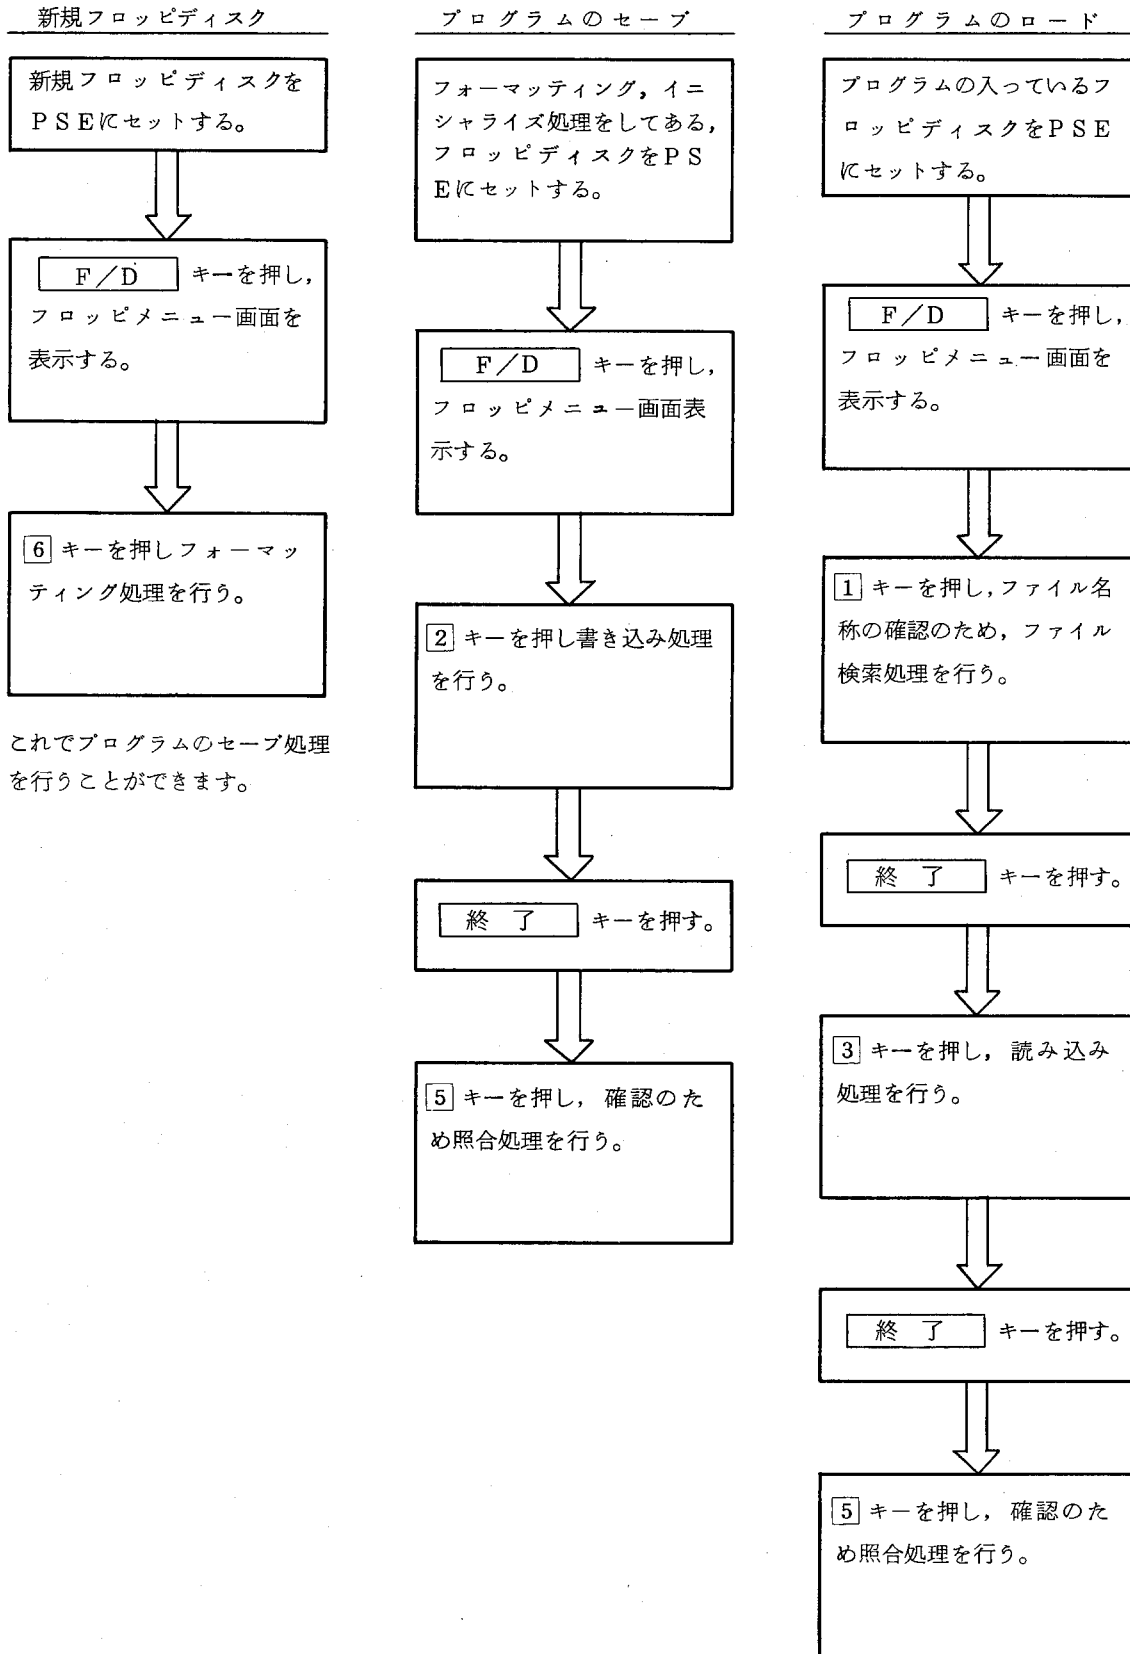 新規フロッピディスク
新規フロッピディスクを
PSEにセットする。
F/D キーを押し,
フロッピメニュー画面を
表示する。
6 キーを押しフォーマッ
ティング処理を行う。
これでプログラムのセーブ処理
を行うことができます。
プログラムのセーブ
フォーマッティング,イニ
シャライズ処理をしてある,
フロッピディスクをPS
Eにセットする。
F/D キーを押し,
フロッピメニュー画面表
示する。
2 キーを押し書き込み処理
を行う。
終了 キーを押す。
5 キーを押し, 確認のた
め照合処理を行う。
プログラムのロード
プログラムの入っているフ
ロッピディスクをPSE
にセットする。
F/D キーを押し,
フロッピメニュー画面を
表示する。
1 キーを押し,ファイル名
称の確認のため,ファイル
検索処理を行う。
終了 キーを押す。
3 キーを押し, 読み込み
処理を行う。
終了 キーを押す。
5 キーを押し, 確認のた
め照合処理を行う。